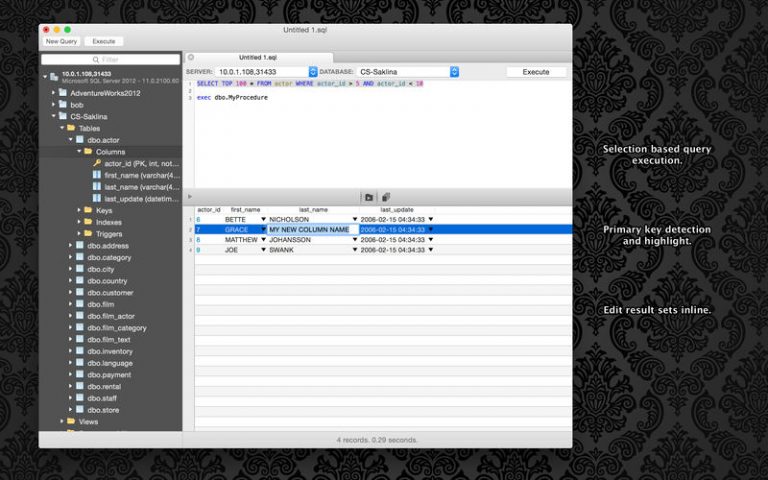 Untitled 1.sql
New Query
Execute
Filter
10.0.1.108,31433
Microsoft SQL Server 2012 - 11.0.2100.60
AdventureWorks2012
bob
CS-Saklina
Tables
dbo.actor
Columns
actor_id (PK, int, not...
first_name (varchar(4...
last_name (varchar(4...
last_update (datetim...
Keys
Indexes
Triggers
dbo.address
dbo.category
dbo.city
dbo.country
dbo.customer
dbo.film
dbo.film_actor
dbo.film_category
dbo.film_text
dbo.inventory
dbo.language
dbo.payment
dbo.rental
dbo.staff
dbo.store
Views
Untitled 1.sql
SERVER: 10.0.1.108,31433 DATABASE: CS-Saklina Execute
1 SELECT TOP 100 * FROM actor WHERE actor_id > 5 AND actor_id < 10
2
3 exec dbo.MyProcedure
actor_id first_name last_name last_update
1 6 BETTE NICHOLSON 2006-02-15 04:34:33
2 7 GRACE MY NEW COLUMN NAME 2006-02-15 04:34:33
3 8 MATTHEW JOHANSSON 2006-02-15 04:34:33
4 9 JOE SWANK 2006-02-15 04:34:33
4 records. 0.29 seconds.
Selection based query
execution.
Primary key detection
and highlight.
Edit result sets inline.